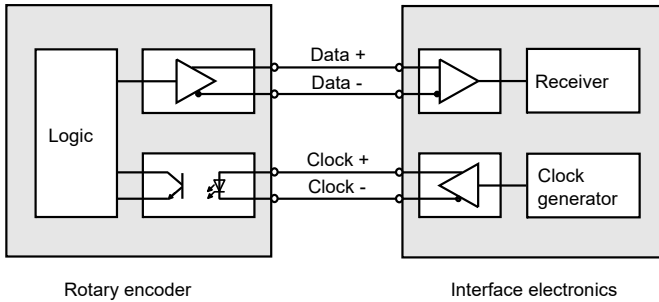 Data +
Data -
Receiver
Logic
Clock +
Clock -
Clock
generator
Rotary encoder
Interface electronics